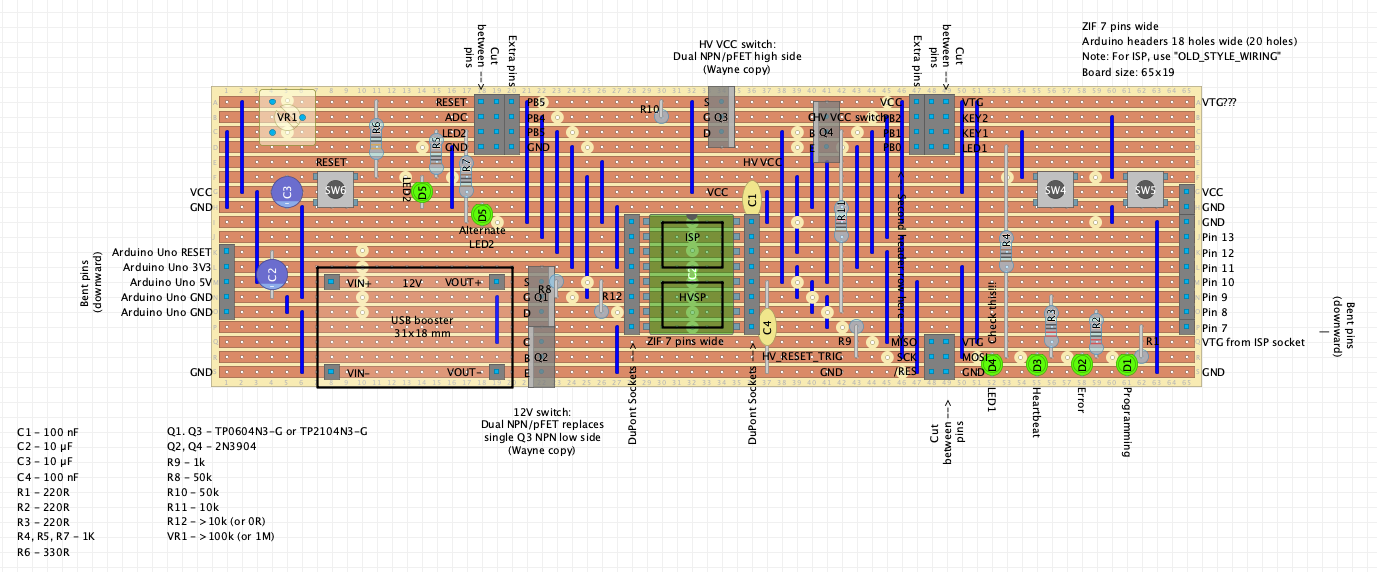 ZIF 7 pins wide
Arduino headers 18 holes wide (20 holes)
Note: For ISP, use "OLD_STYLE_WIRING"
Board size: 65x19
HV VCC switch:
Dual NPN/pFET high side
(Wayne copy)
Cut
between -->
pins
Extra pins
Extra pins
Cut
between -->
pins
VR1
R6
R5
R7
RESET
ADC
LED2
GND
PB5
PB4
PB3
GND
R10
S
G
D
Q3
HV VCC switch
Q4
VCC
PB2
PB1
PB0
VTG
KEY2
KEY1
LED1
VTG???
RESET
HV VCC
VCC
GND
C3
SW6
LED2
D5
D5
Alternate
LED2
VCC
C1
R11
<-- Second header row here -->
R4
SW4
SW5
VCC
GND
GND
Pin 13
Pin 12
Pin 11
Pin 10
Pin 9
Pin 8
Pin 7
VTG from ISP socket
GND
Bent pins
(downward)
Bent pins
(downward)
Arduino Uno RESET
Arduino Uno 3V3
Arduino Uno 5V
Arduino Uno GND
Arduino Uno GND
GND
C2
VIN+
12V
VOUT+
USB booster
31x18 mm
VIN-
VOUT-
S
G
D
Q1
R8
Q2
C
B
E
R12
ISP
HVSP
ZIF 7 pins wide
C4
R9
HV_RESET_TRIG
GND
MISO
SCK
/RES
VTG
MOSI
GND
Check this!!!
R3
R2
R1
D4
D3
D2
D1
LED1
Heartbeat
Error
Programming
DuPont Sockets -->
DuPont Sockets -->
Cut
between -->
pins
12V switch:
Dual NPN/pFET replaces
single Q3 NPN low side
(Wayne copy)
C1 - 100 nF
C2 - 10 µF
C3 - 10 µF
C4 - 100 nF
R1 - 220R
R2 - 220R
R3 - 220R
R4, R5, R7 - 1K
R6 - 330R
Q1. Q3 - TP0604N3-G or TP2104N3-G
Q2, Q4 - 2N3904
R9 - 1k
R8 - 50k
R10 - 50k
R11 - 10k
R12 - >10k (or 0R)
VR1 - >100k (or 1M)